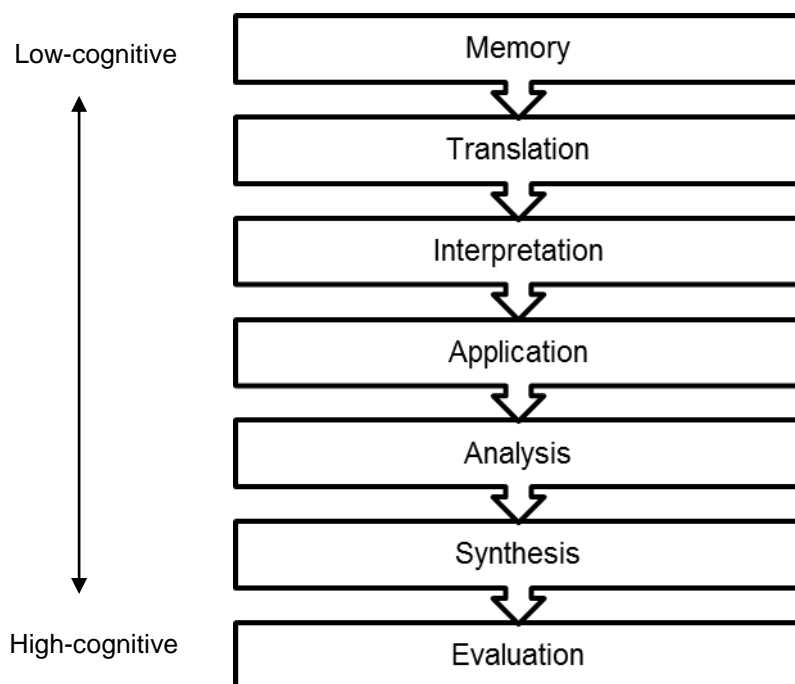 Low-cognitive
Memory
Translation
Interpretation
Application
Analysis
Synthesis
High-cognitive
Evaluation